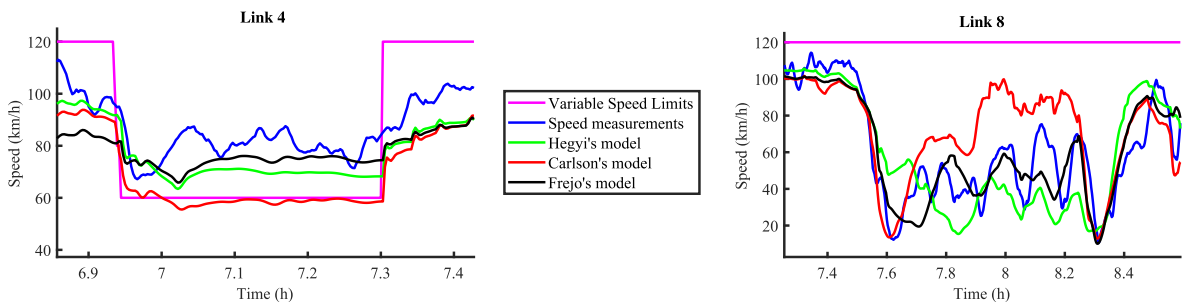 Link 4
Speed (km/h)
120
100
80
60
40
6.9
7
7.1
7.2
7.3
7.4
Time (h)
Variable Speed Limits
Speed measurements
Hegyi's model
Carlson's model
Frejo's model
Link 8
Speed (km/h)
120
100
80
60
40
20
7.4
7.6
7.8
8
8.2
8.4
Time (h)